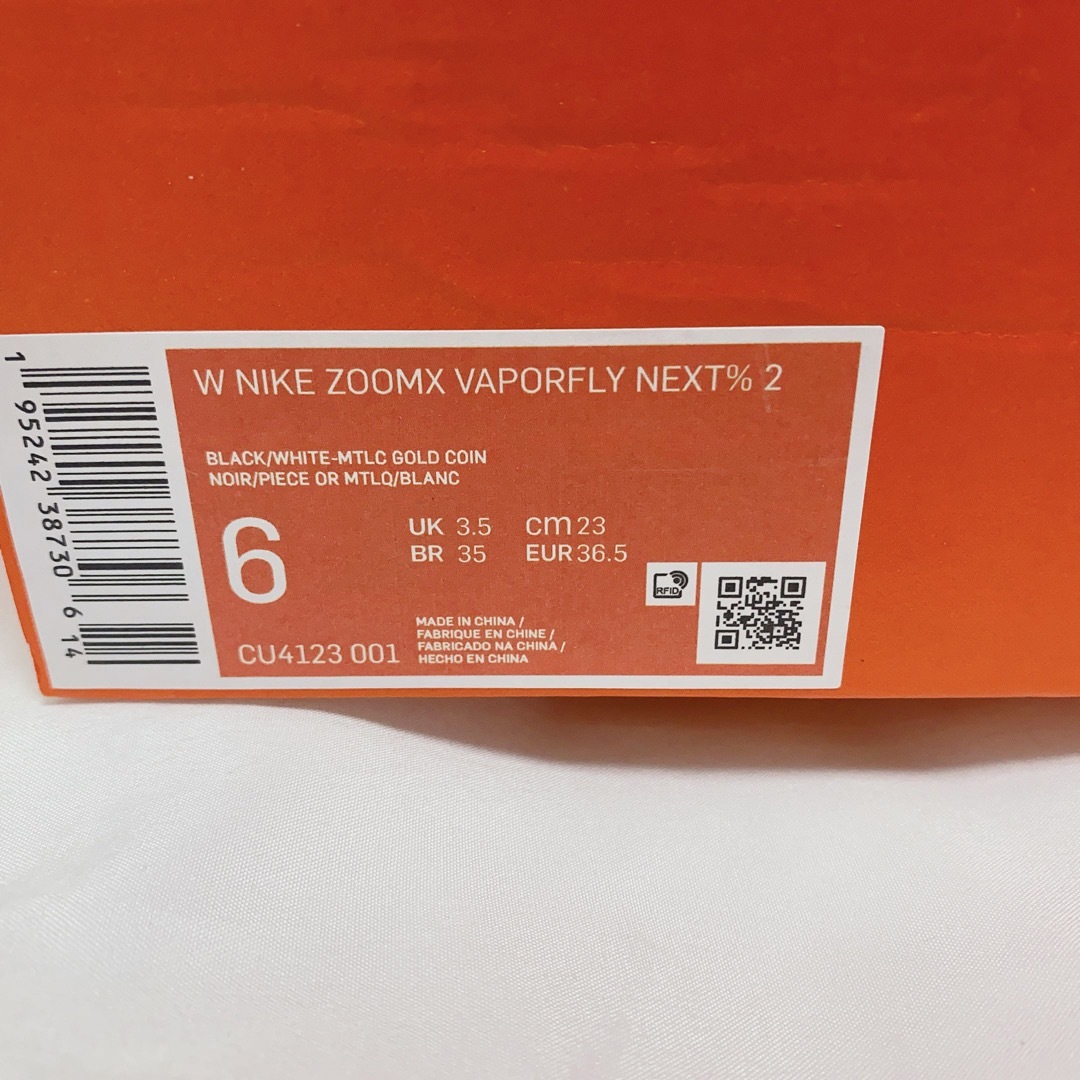 W NIKE ZOOMX VAPORFLY NEXT% 2
BLACK/WHITE-MTLC GOLD COIN
NOIR/PIECE OR MTLQ/BLANC
6
UK 3.5 cm 23
BR 35 EUR 36.5
CU4123 001
MADE IN CHINA /
FABRIQUE EN CHINE /
FABRICADO NA CHINA /
HECHO EN CHINA
RFID
1 95242 38730 6 14